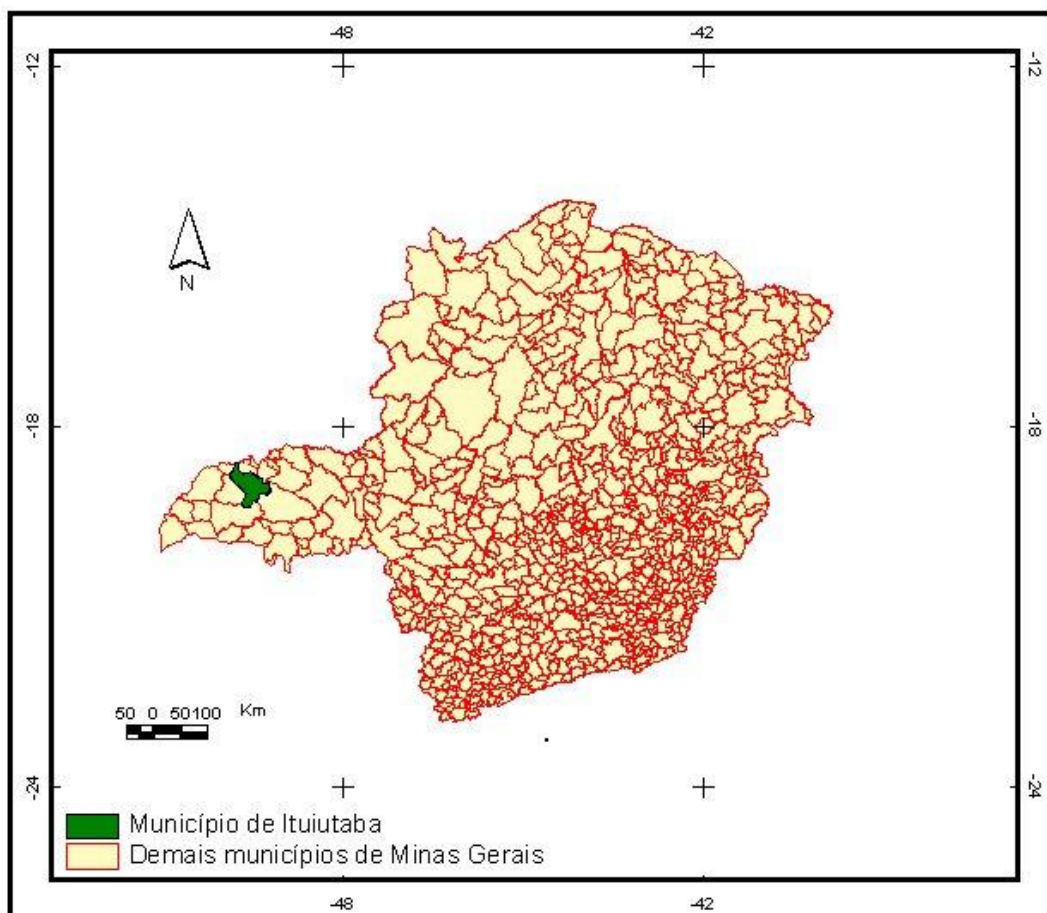 -48 -42
-12 -12
N
-18 -18
50 0 50100 Km
-24 -24
Município de Ituiutaba
Demais municípios de Minas Gerais
-48 -42